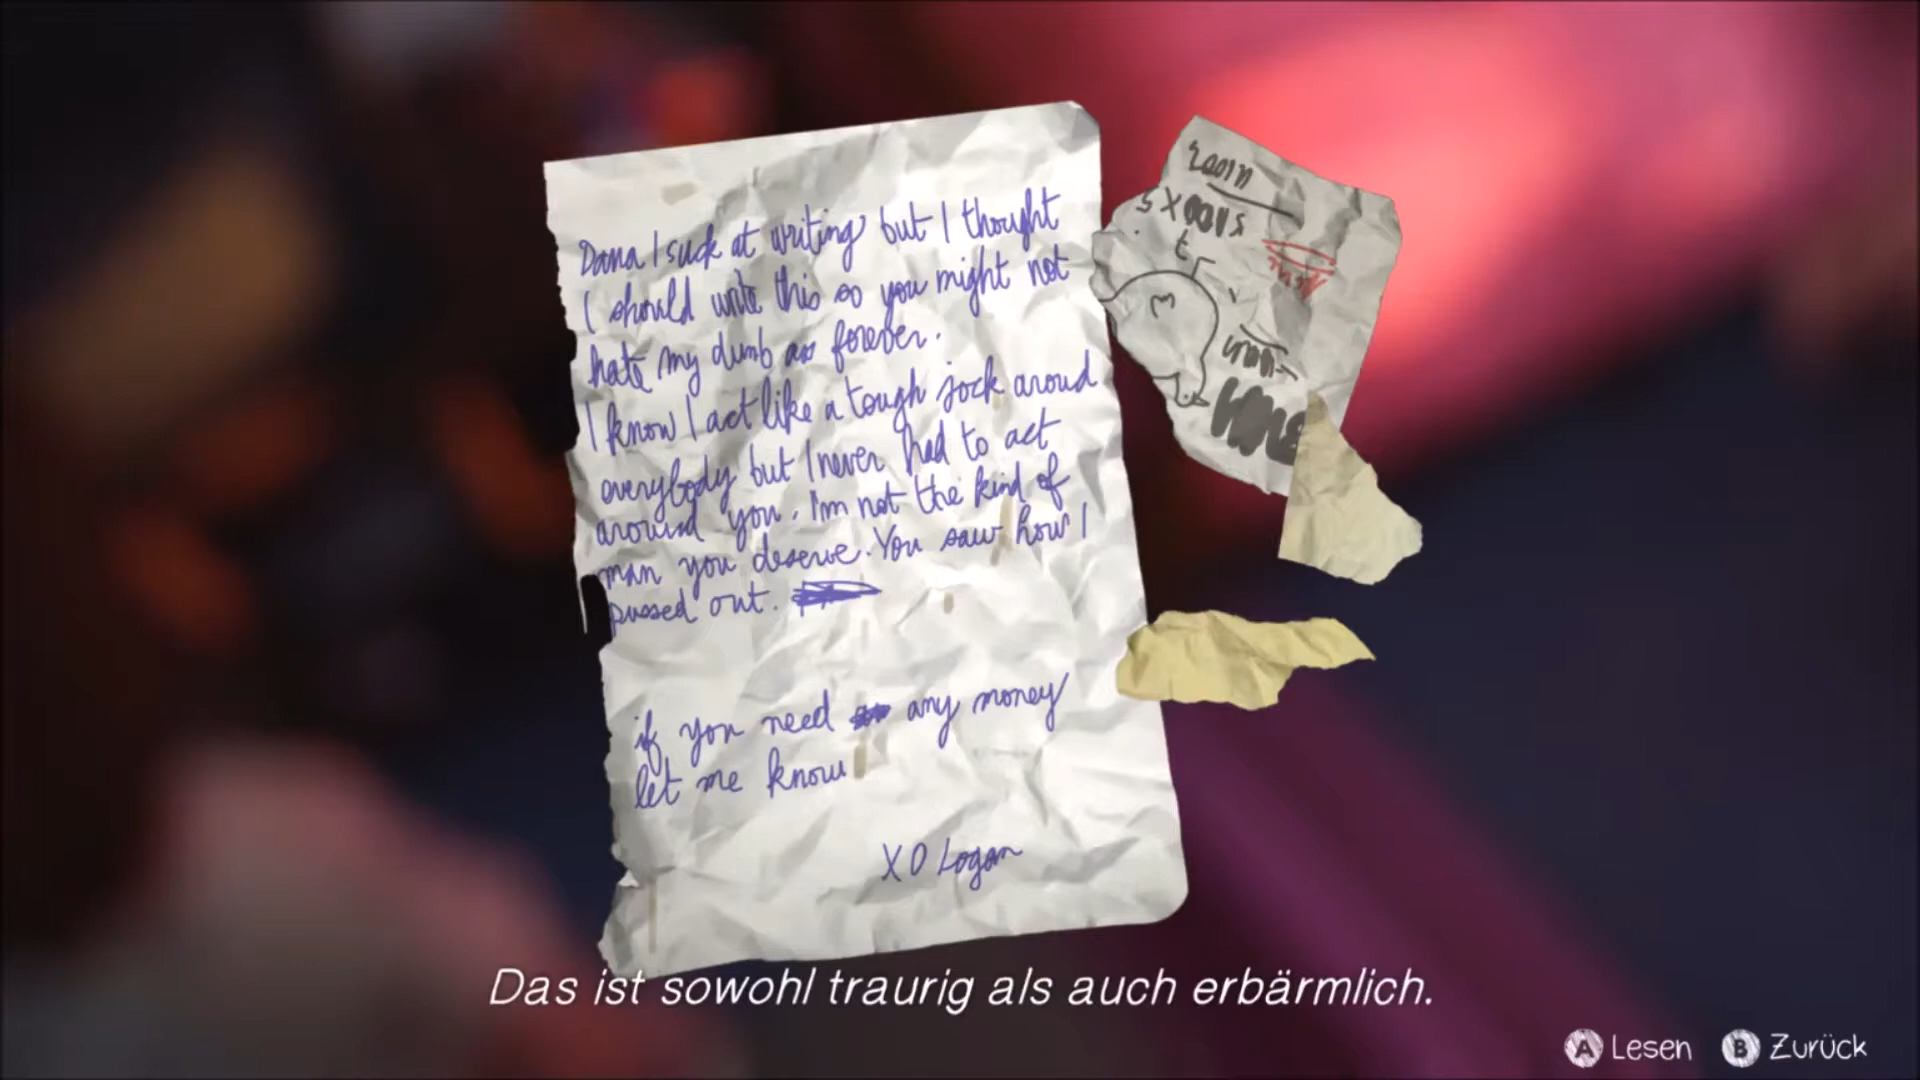 Dana I suck at writing but I thought
I should write this so you might not
hate my dumb ass forever.
I know I act like a tough jock aroud
everybody but I never had to act
around you. I'm not the kind of
man you deserve. You saw how I
pussed out.
if you need any money
let me know
XO Logan
room
Das ist sowohl traurig als auch erbärmlich.
A Lesen B Zurück